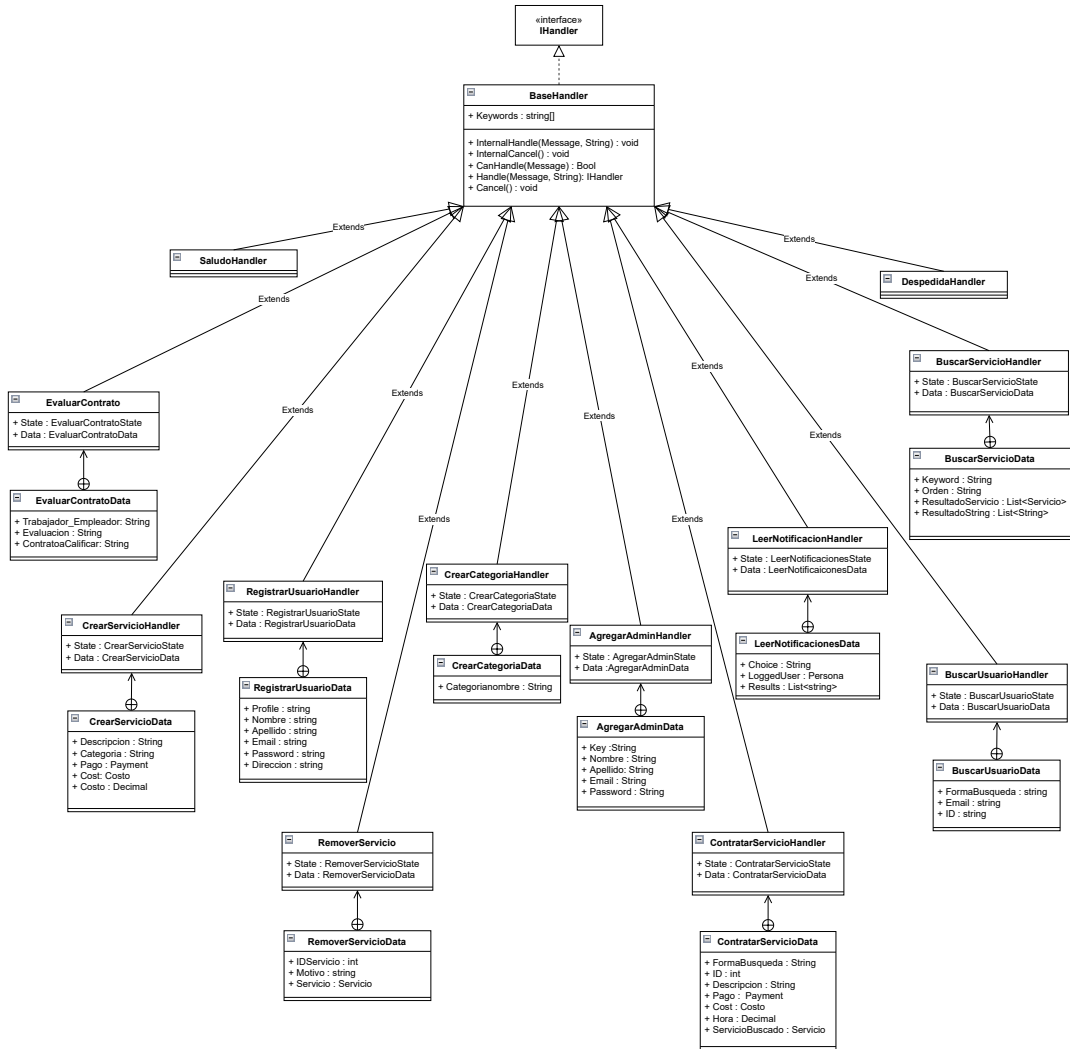 «interface»
IHandler
BaseHandler
+ Keywords : string[]
+ InternalHandle(Message, String) : void
+ InternalCancel() : void
+ CanHandle(Message) : Bool
+ Handle(Message, String): IHandler
+ Cancel() : void
Extends
SaludoHandler
Extends
DespedidaHandler
Extends
EvaluarContrato
+ State : EvaluarContratoState
+ Data : EvaluarContratoData
EvaluarContratoData
+ Trabajador_Empleador: String
+ Evaluacion : String
+ ContratoaCalificar: String
Extends
BuscarServicioHandler
+ State : BuscarServicioState
+ Data : BuscarServicioData
BuscarServicioData
+ Keyword : String
+ Orden : String
+ ResultadoServicio : List<Servicio>
+ ResultadoString : List<String>
Extends
CrearServicioHandler
+ State : CrearServicioState
+ Data : CrearServicioData
CrearServicioData
+ Descripcion : String
+ Categoria : String
+ Pago : Payment
+ Cost: Costo
+ Costo : Decimal
Extends
RegistrarUsuarioHandler
+ State : RegistrarUsuarioState
+ Data : RegistrarUsuarioData
RegistrarUsuarioData
+ Profile : string
+ Nombre : string
+ Apellido : string
+ Email : string
+ Password : string
+ Direccion : string
Extends
CrearCategoriaHandler
+ State : CrearCategoriaState
+ Data : CrearCategoriaData
CrearCategoriaData
+ Categorianombre : String
Extends
AgregarAdminHandler
+ State : AgregarAdminState
+ Data :AgregarAdminData
AgregarAdminData
+ Key :String
+ Nombre : String
+ Apellido: String
+ Email : String
+ Password : String
Extends
LeerNotificacionHandler
+ State : LeerNotificacionesState
+ Data : LeerNotificaiconesData
LeerNotificacionesData
+ Choice : String
+ LoggedUser : Persona
+ Results : List<string>
Extends
BuscarUsuarioHandler
+ State : BuscarUsuarioState
+ Data : BuscarUsuarioData
BuscarUsuarioData
+ FormaBusqueda : string
+ Email : string
+ ID : string
Extends
RemoverServicio
+ State : RemoverServicioState
+ Data : RemoverServicioData
RemoverServicioData
+ IDServicio : int
+ Motivo : string
+ Servicio : Servicio
Extends
ContratarServicioHandler
+ State : ContratarServicioState
+ Data : ContratarServicioData
ContratarServicioData
+ FormaBusqueda : String
+ ID : int
+ Descripcion : String
+ Pago :  Payment
+ Cost : Costo
+ Hora : Decimal
+ ServicioBuscado : Servicio